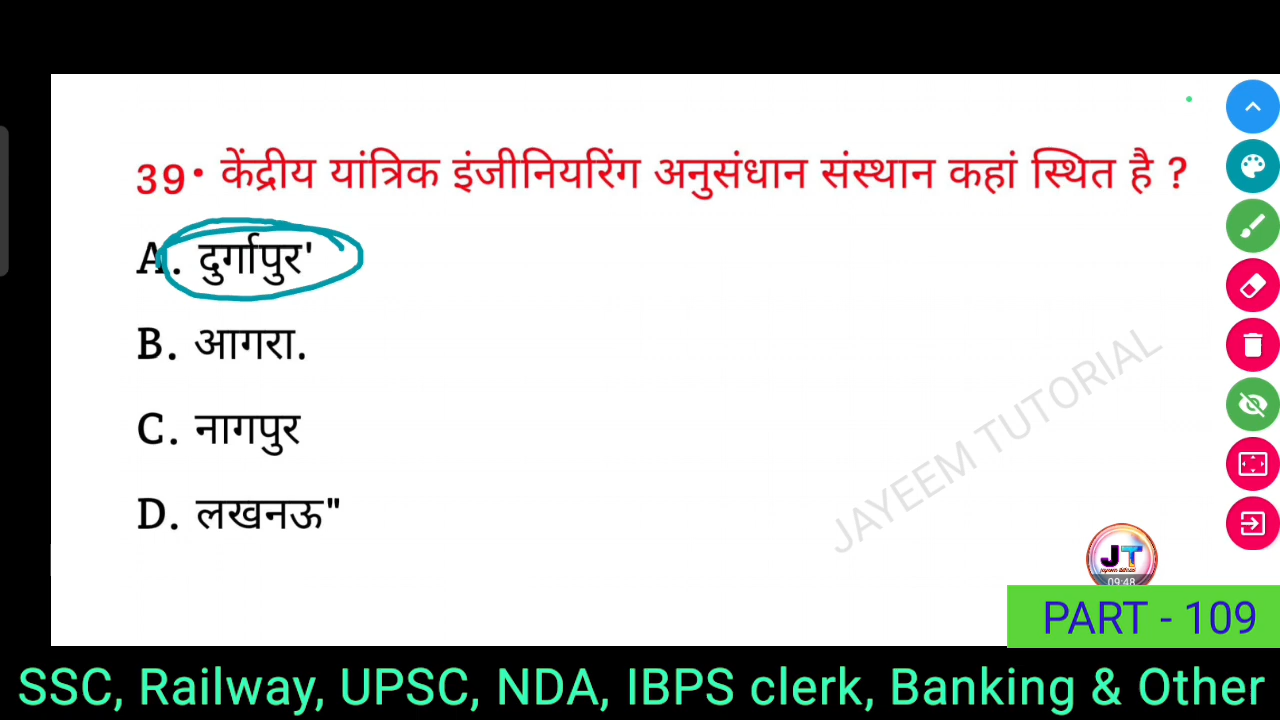 39• केंद्रीय यांत्रिक इंजीनियरिंग अनुसंधान संस्थान कहां स्थित है ?
A. दुर्गापुर'
B. आगरा.
C. नागपुर
D. लखनऊ"
JAYEEM TUTORIAL
JT
09:48
PART - 109
SSC, Railway, UPSC, NDA, IBPS clerk, Banking & Other